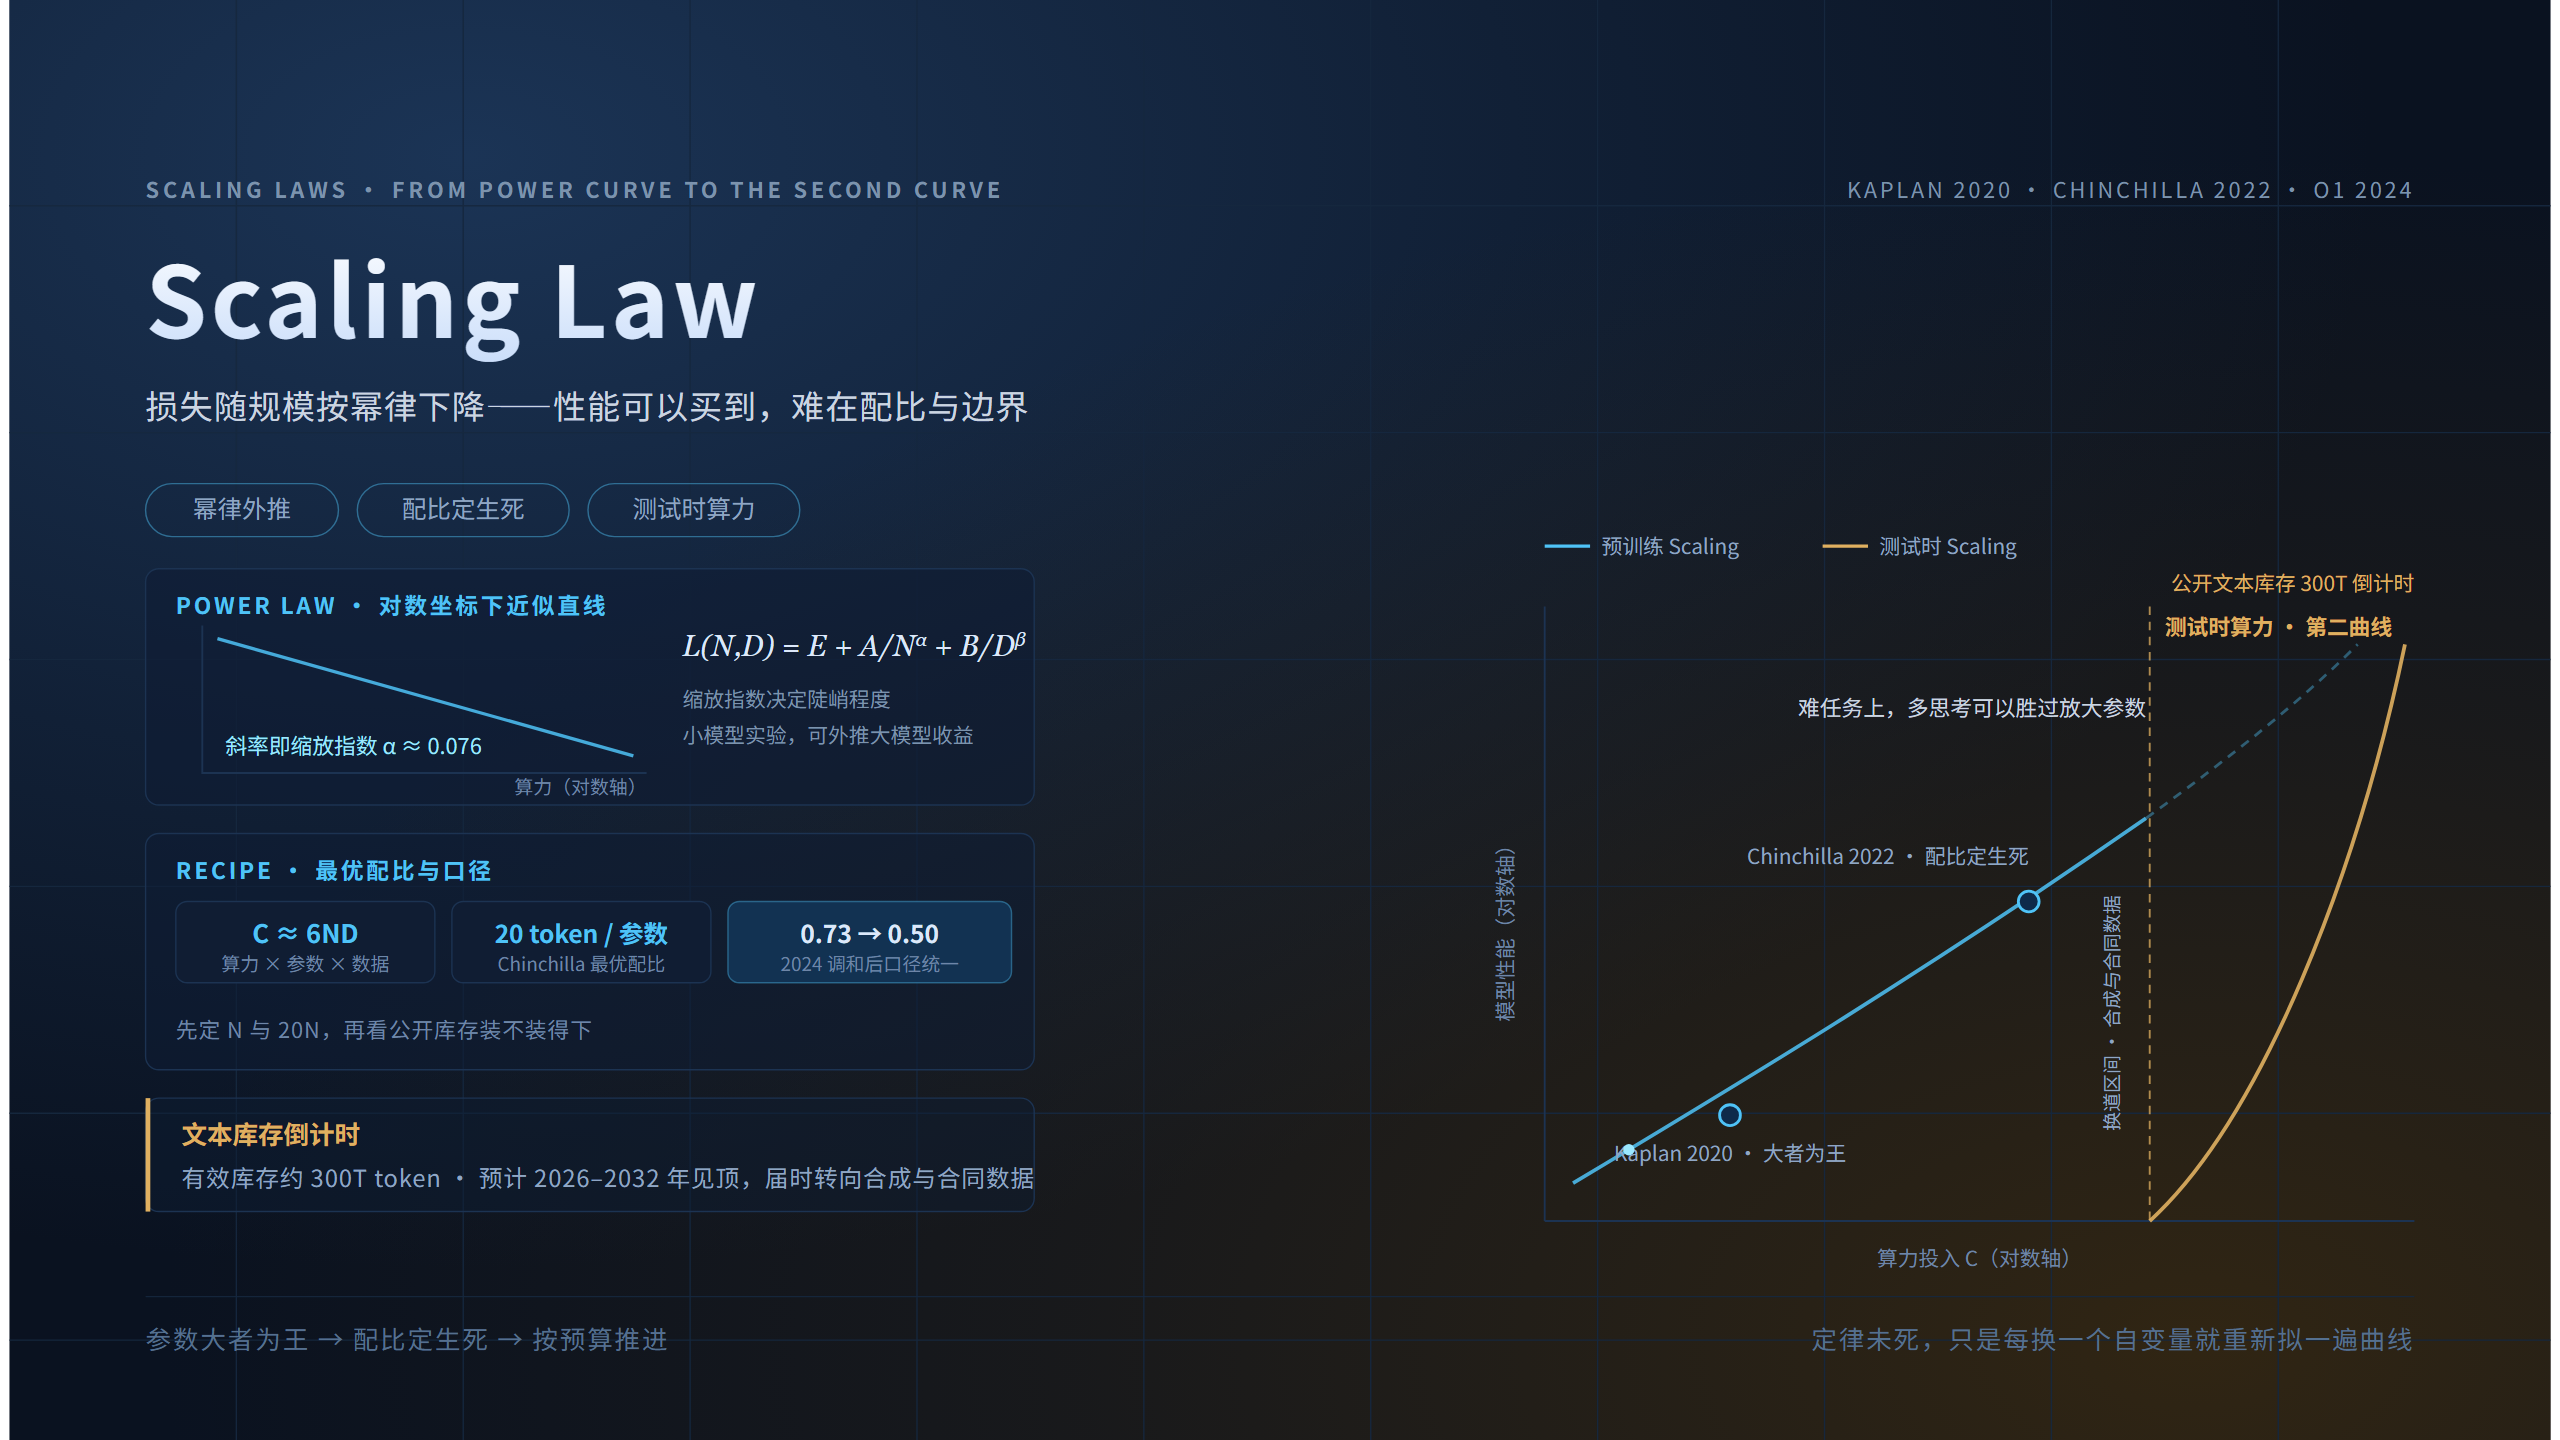 SCALING LAWS • FROM POWER CURVE TO THE SECOND CURVE
KAPLAN 2020 • CHINCHILLA 2022 • O1 2024
Scaling Law
损失随规模按幂律下降——性能可以买到，难在配比与边界
幂律外推
配比定生死
测试时算力
POWER LAW • 对数坐标下近似直线
L(N,D) = E + A/Nᵅ + B/Dᵝ
缩放指数决定陡峭程度
小模型实验，可外推大模型收益
斜率即缩放指数 α ≈ 0.076
算力（对数轴）
RECIPE • 最优配比与口径
C ≈ 6ND
算力 × 参数 × 数据
20 token / 参数
Chinchilla 最优配比
0.73 → 0.50
2024 调和后口径统一
先定 N 与 20N，再看公开库存装不装得下
文本库存倒计时
有效库存约 300T token • 预计 2026–2032 年见顶，届时转向合成与合同数据
预训练 Scaling
测试时 Scaling
公开文本库存 300T 倒计时
测试时算力 • 第二曲线
难任务上，多思考可以胜过放大参数
Chinchilla 2022 • 配比定生死
模型性能（对数轴）
换道区间 • 合成与合同数据
Kaplan 2020 • 大者为王
算力投入 C（对数轴）
参数大者为王 → 配比定生死 → 按预算推进
定律未死，只是每换一个自变量就重新拟一遍曲线